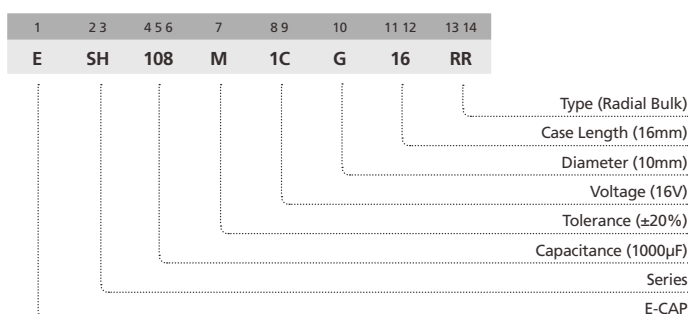 1 2 3 4 5 6 7 8 9 10 11 12 13 14
E SH 108 M 1C G 16 RR
Type (Radial Bulk)
Case Length (16mm)
Diameter (10mm)
Voltage (16V)
Tolerance (±20%)
Capacitance (1000µF)
Series
E-CAP